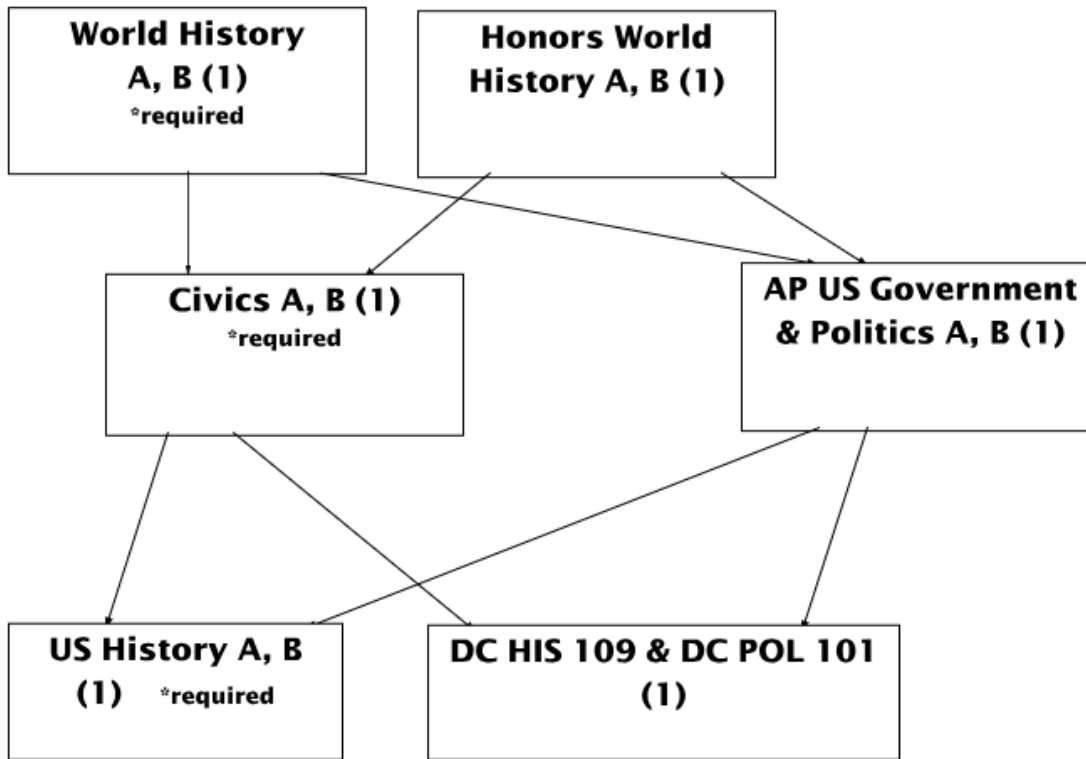 World History
A, B (1)
*required
Honors World
History A, B (1)
Civics A, B (1)
*required
AP US Government
& Politics A, B (1)
US History A, B
(1) *required
DC HIS 109 & DC POL 101
(1)